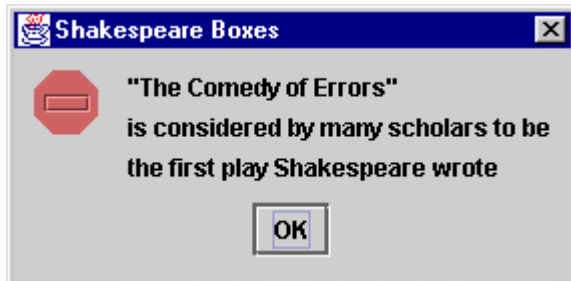 Shakespeare Boxes
"The Comedy of Errors"
is considered by many scholars to be
the first play Shakespeare wrote
OK